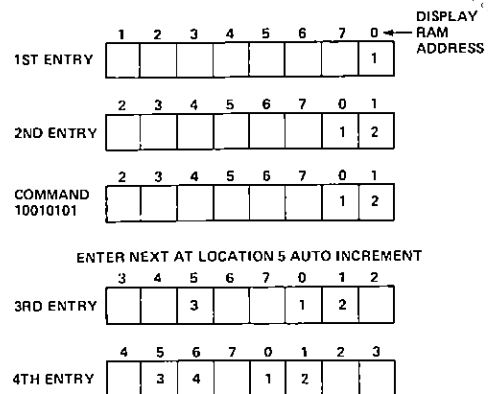 DISPLAY
1 2 3 4 5 6 7 0 RAM
ADDRESS
1ST ENTRY 1
2 3 4 5 6 7 0 1
2ND ENTRY 1 2
2 3 4 5 6 7 0 1
COMMAND
10010101 1 2
ENTER NEXT AT LOCATION 5 AUTO INCREMENT
3 4 5 6 7 0 1 2
3RD ENTRY 3 1 2
4 5 6 7 0 1 2 3
4TH ENTRY 3 4 1 2